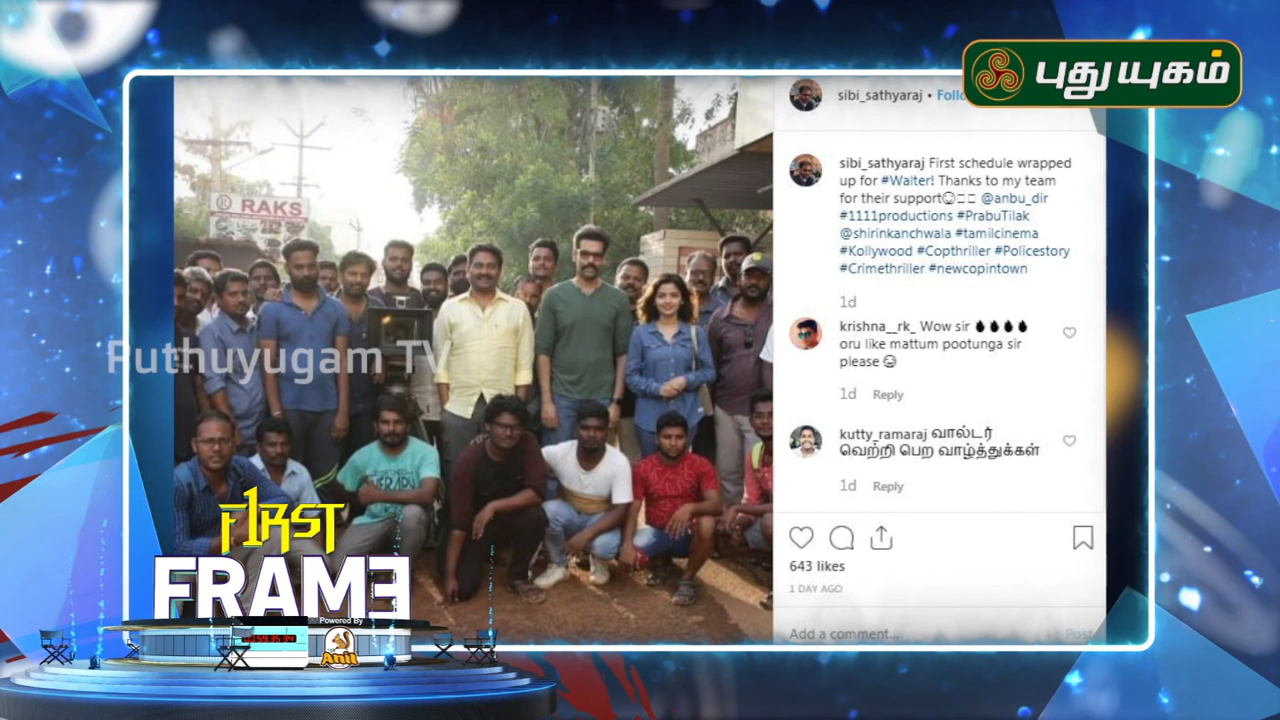 புதுயுகம்
® RAKS
Puthuyugam TV
sibi_sathyaraj • Follo
sibi_sathyaraj First schedule wrapped
up for #Walter! Thanks to my team
for their support @anbu_dir
#1111productions #PrabuTilak
@shirinkanchwala #tamilcinema
#Kollywood #Copthriller #Policestory
#Crimethriller #newcopintown
1d
krishna__rk_ Wow sir
oru like mattum pootunga sir
please
1d Reply
kutty_ramaraj வால்டர்
வெற்றி பெற வாழ்த்துக்கள்
1d Reply
643 likes
1 DAY AGO
Add a comment... Post
F1RST
FRAME
Powered By
Anil